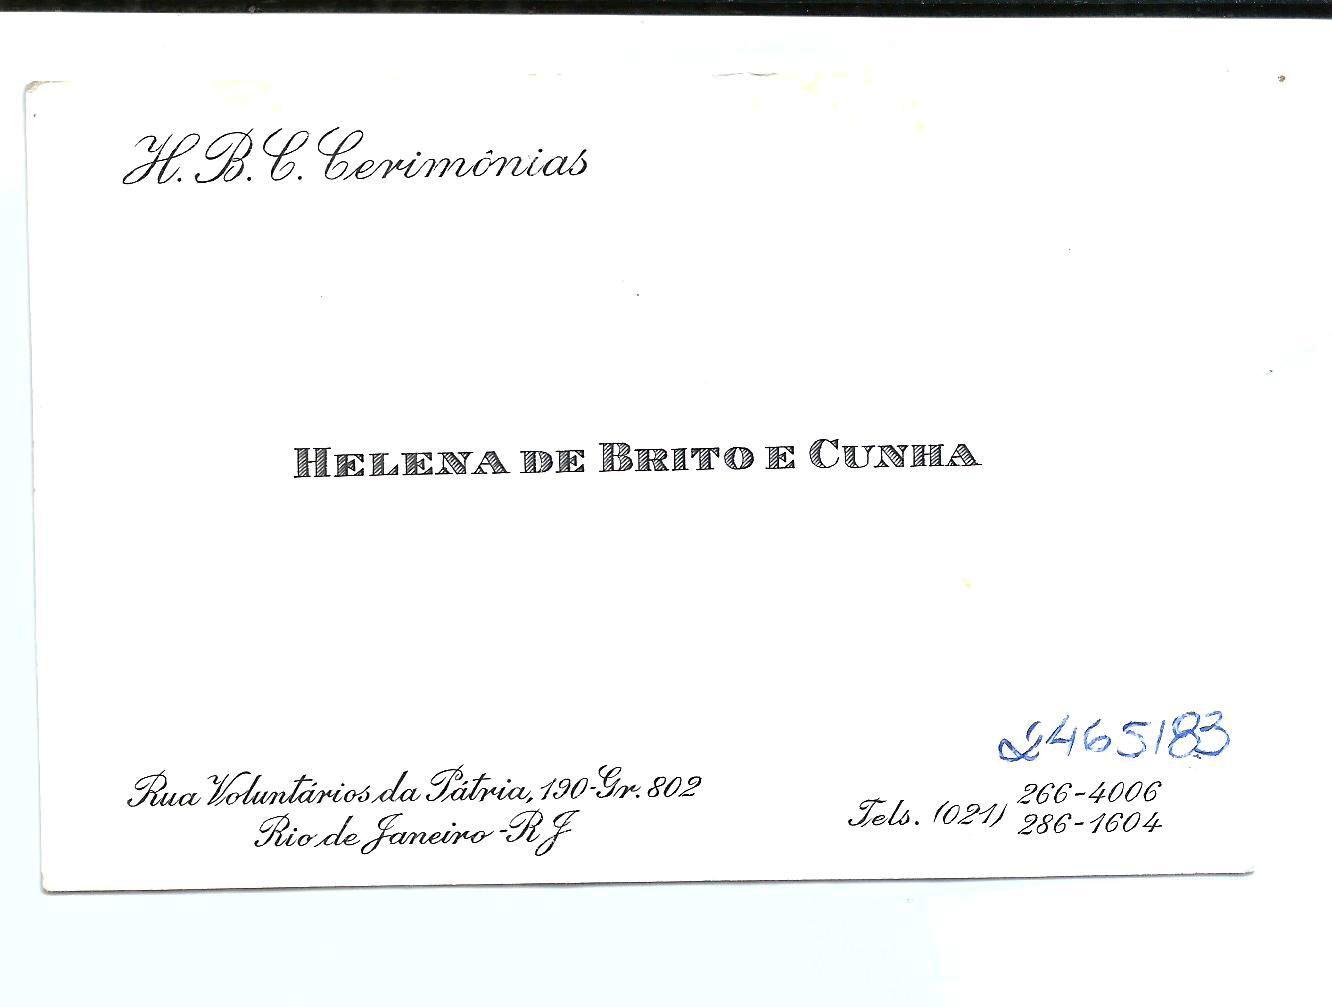 H. B. C. Cerimônias
HELENA DE BRITO E CUNHA
2465183
Rua Voluntários da Pátria, 190-Gr. 802
Rio de Janeiro - RJ
Tels. (021) 266-4006
286-1604